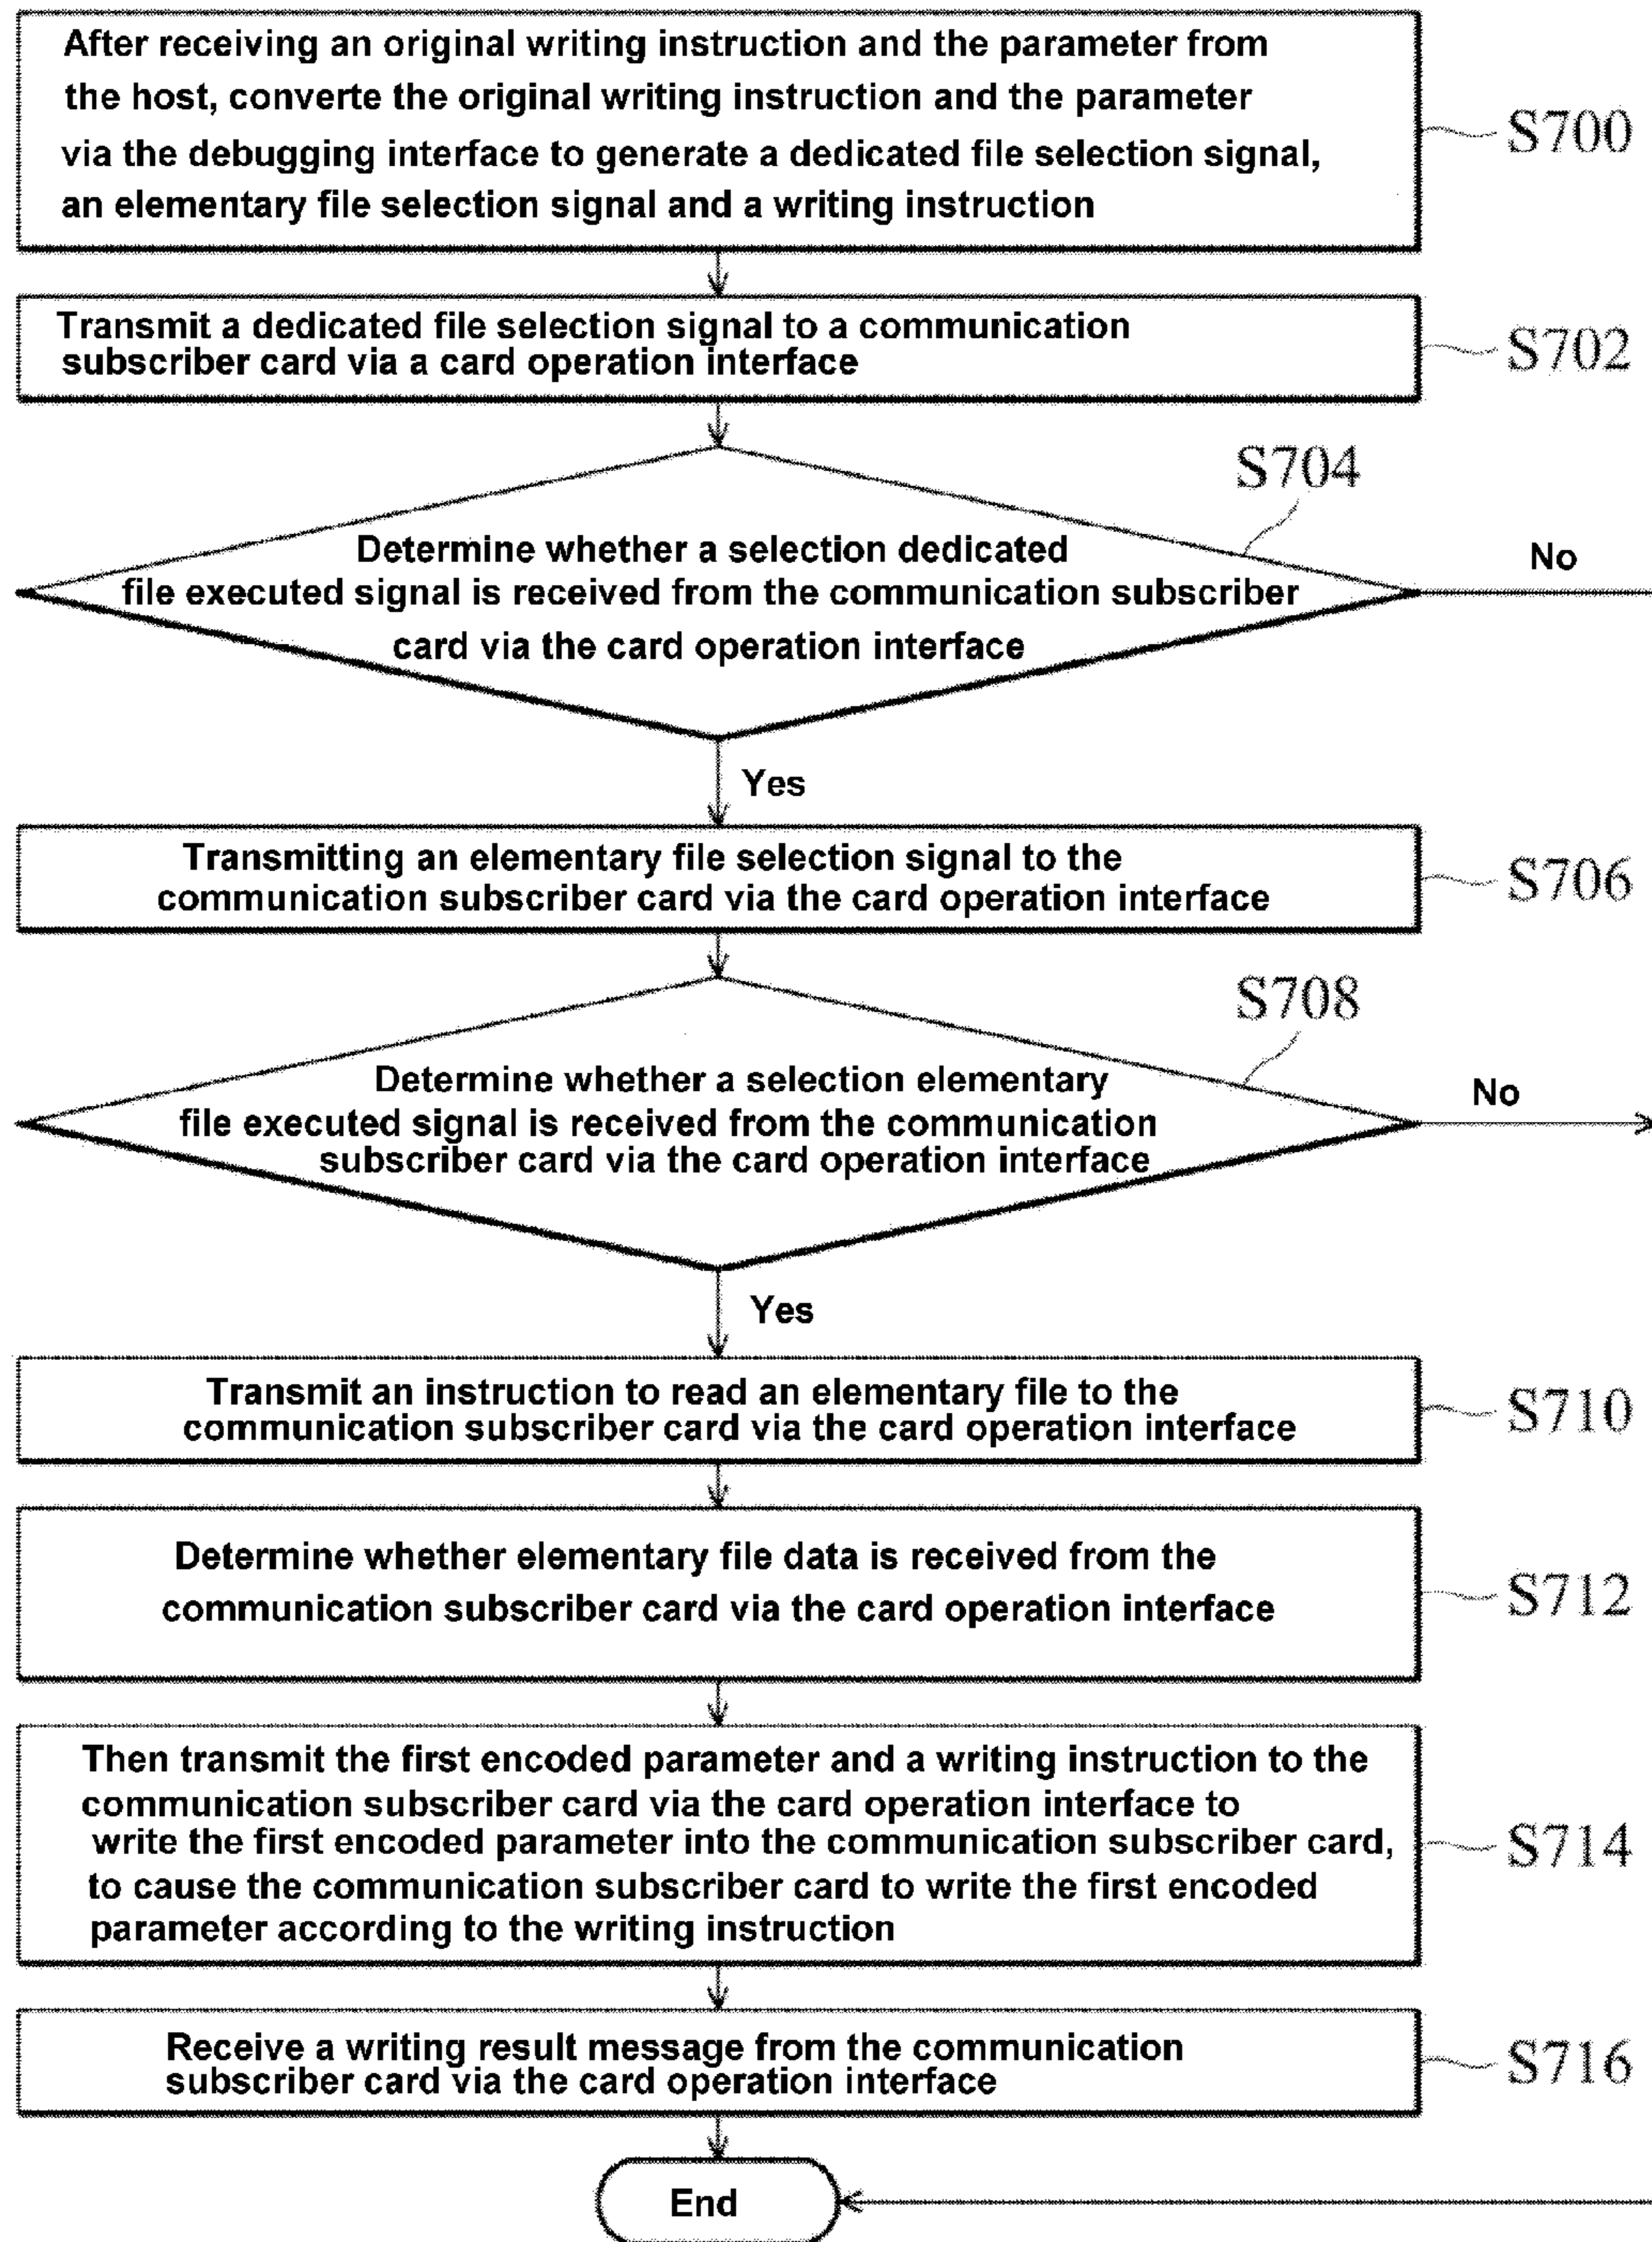 After receiving an original writing instruction and the parameter from
the host, converte the original writing instruction and the parameter
via the debugging interface to generate a dedicated file selection signal,
an elementary file selection signal and a writing instruction
S700
Transmit a dedicated file selection signal to a communication
subscriber card via a card operation interface
S702
S704
Determine whether a selection dedicated
file executed signal is received from the communication subscriber
card via the card operation interface
No
Yes
Transmitting an elementary file selection signal to the
communication subscriber card via the card operation interface
S706
S708
Determine whether a selection elementary
file executed signal is received from the communication
subscriber card via the card operation interface
No
Yes
Transmit an instruction to read an elementary file to the
communication subscriber card via the card operation interface
S710
Determine whether elementary file data is received from the
communication subscriber card via the card operation interface
S712
Then transmit the first encoded parameter and a writing instruction to the
communication subscriber card via the card operation interface to
write the first encoded parameter into the communication subscriber card,
to cause the communication subscriber card to write the first encoded
parameter according to the writing instruction
S714
Receive a writing result message from the communication
subscriber card via the card operation interface
S716
End